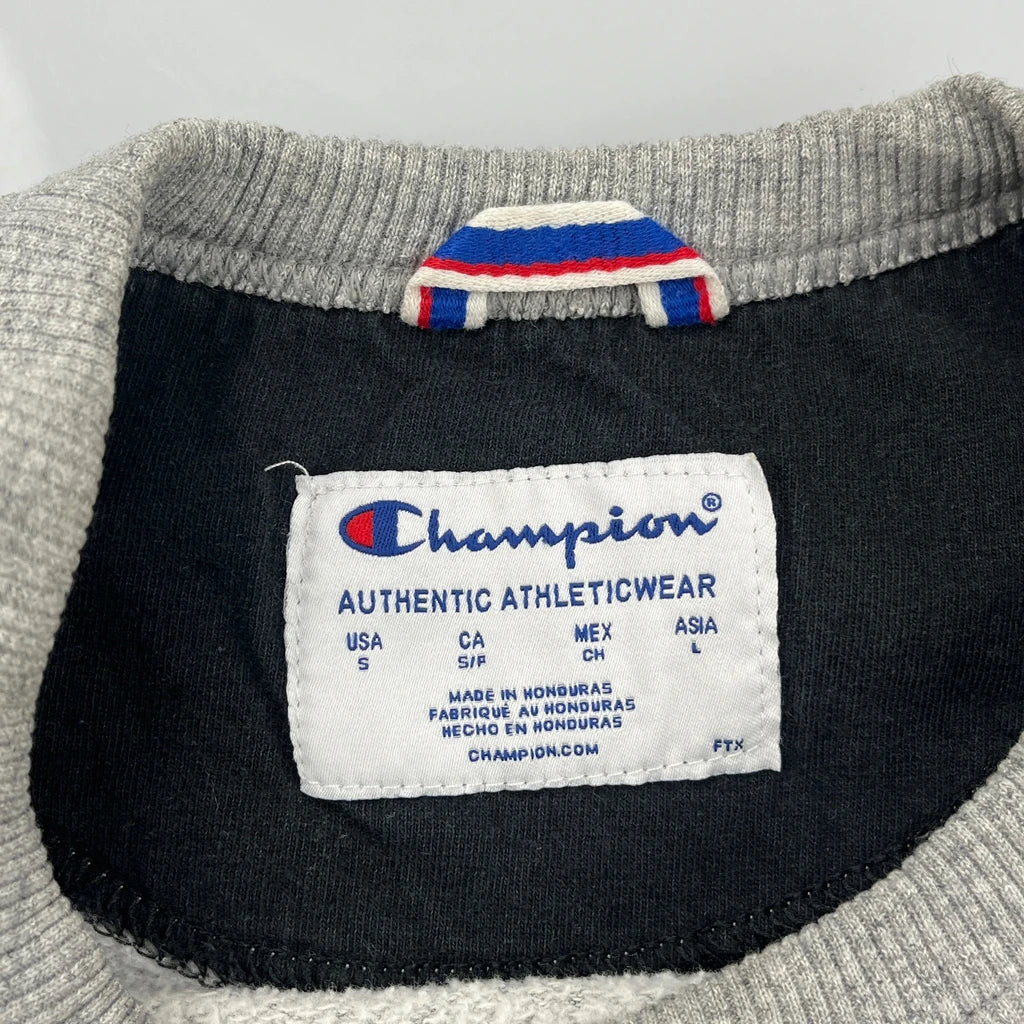 Champion®
AUTHENTIC ATHLETICWEAR
USA CA MEX ASIA
S S/P CH L
MADE IN HONDURAS
FABRIQUÉ AU HONDURAS
HECHO EN HONDURAS
CHAMPION.COM
FTX